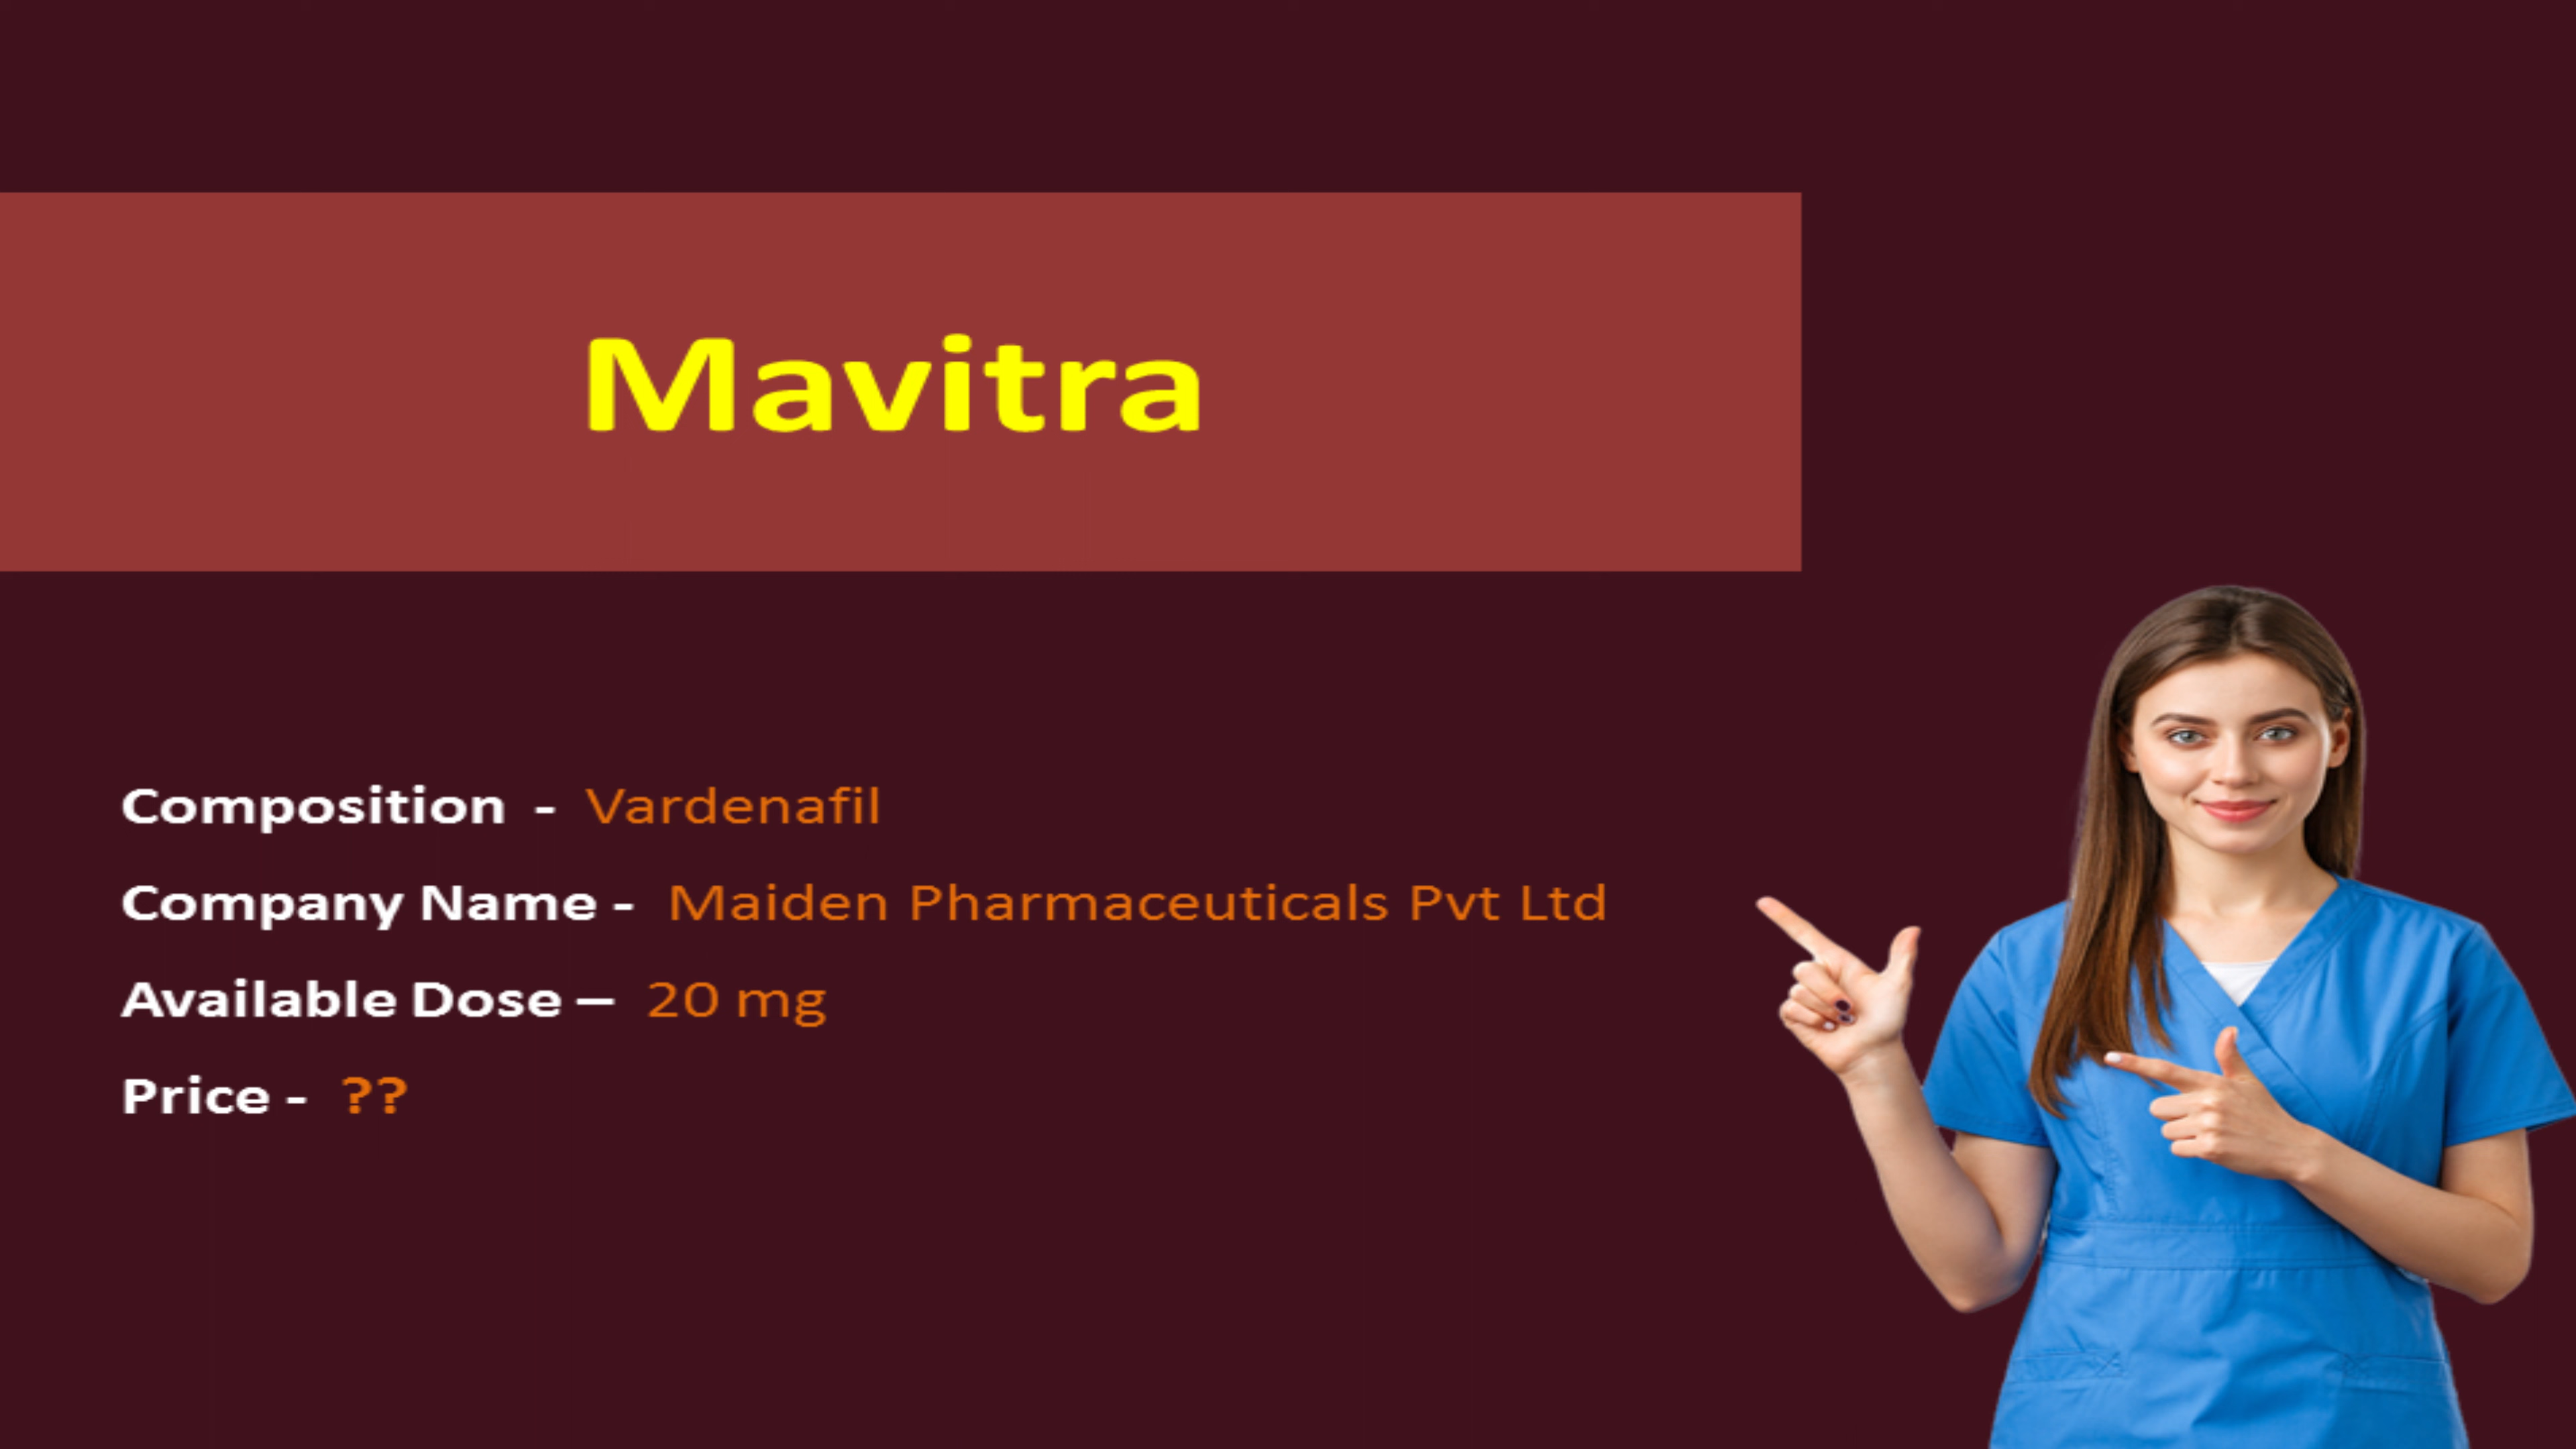 Mavitra
Composition - Vardenafil
Company Name - Maiden Pharmaceuticals Pvt Ltd
Available Dose – 20 mg
Price - ??